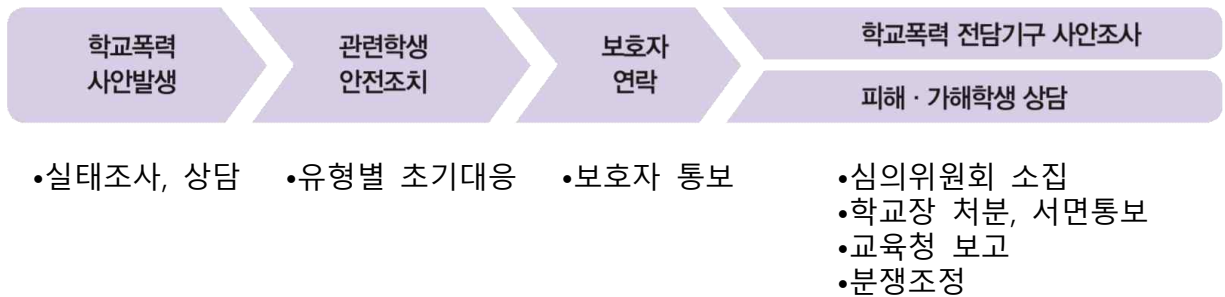 학교폭력
사안발생
관련학생
안전조치
보호자
연락
학교폭력 전담기구 사안조사
피해 · 가해학생 상담
•실태조사, 상담
•유형별 초기대응
•보호자 통보
•심의위원회 소집
•학교장 처분, 서면통보
•교육청 보고
•분쟁조정